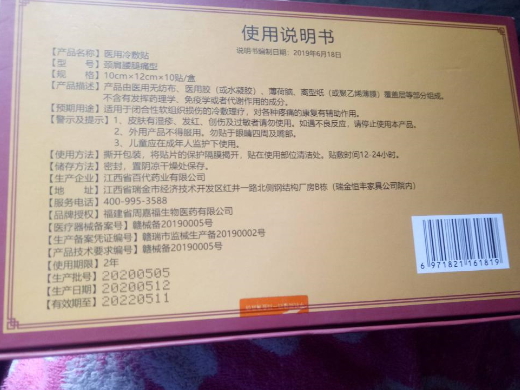 使用说明书
说明书编制日期：2019年6月18日
【产品名称】医用冷敷贴
【型　　号】颈肩腰腿痛型
【规　　格】10cm×12cm×10贴/盒
【产品描述】产品由医用无纺布、医用胶（或水凝胶）、薄荷脑、离型纸（或聚乙烯薄膜）覆盖层等部分组成，
不含有发挥药理学、免疫学或者代谢作用的成分。
【预期用途】适用于闭合性软组织损伤的冷敷理疗，对各种疼痛的康复有辅助作用。
【警示及提示】1、皮肤有湿疹、发红、创伤及过敏者请勿使用。如遇不良反应，请停止使用本产品。
2、外用产品不得敷用。勿贴于眼睛四周及唇部。
3、儿童应在成年人监护下使用。
【使用方法】撕开包装，将贴片的保护隔膜揭开，贴在使用部位清洁处。贴敷时间12-24小时。
【储存方法】密封，置阴凉干燥处保存。
【生产企业】江西省百代药业有限公司
【地　　址】江西省瑞金市经济技术开发区红井一路北侧钢结构厂房B栋（瑞金恒丰家具公司院内）
【服务电话】400-995-3588
【品牌授权】福建省周嘉福生物医药有限公司
【医疗器械备案号】赣械备20190005号
【生产备案凭证编号】赣瑞市监械生产备20190002号
【产品技术要求编号】赣械备20190005号
【使用期限】2年
【生产批号】20200505
【生产日期】20200512
【有效期至】20220511
6 971821 161819